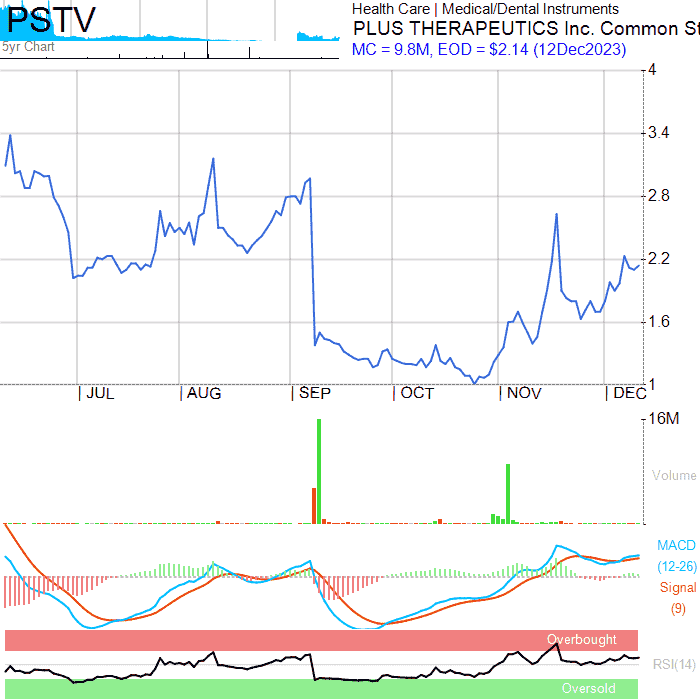 PSTV
5yr Chart
Health Care | Medical/Dental Instruments
PLUS THERAPEUTICS Inc. Common St
MC = 9.8M, EOD = $2.14 (12Dec2023)
4
3.4
2.8
2.2
1.6
1
JUL AUG SEP OCT NOV DEC
16M
Volume
MACD
(12-26)
Signal
(9)
Overbought
RSI(14)
Oversold